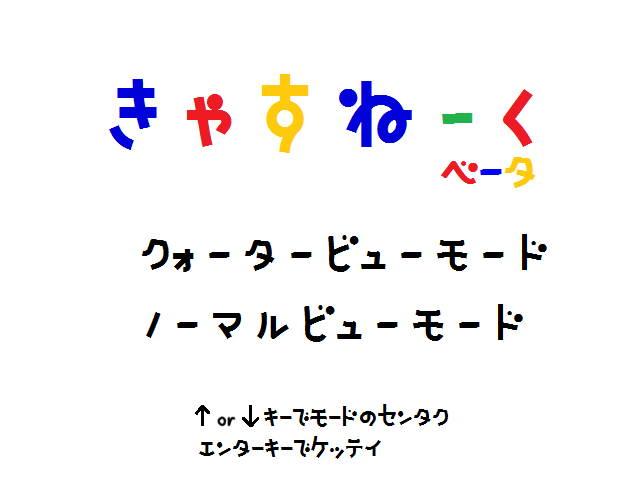 きゃすねーく
ベータ
クォータービューモード
ノーマルビューモード
↑ or ↓キーでモードのセンタク
エンターキーでケッテイ